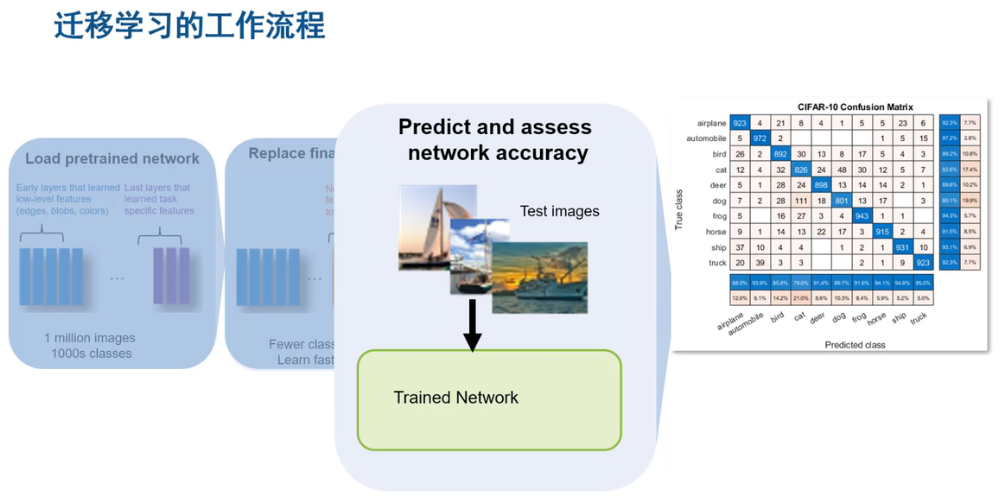 迁移学习的工作流程
Load pretrained network
Early layers that learned
low-level features
(edges, blobs, colors)
Last layers that
learned task
specific features
...
1 million images
1000s classes
Replace fina
...
Fewer class
Learn fast
Predict and assess
network accuracy
Test images
Trained Network
CIFAR-10 Confusion Matrix
True class
airplane 923 4 21 8 4 1 5 5 23 6 92.3% 7.7%
automobile 5 972 2 1 5 15 97.2% 2.8%
bird 26 2 892 30 13 8 17 5 4 3 89.2% 10.8%
cat 12 4 32 826 24 48 30 12 5 7 82.6% 17.4%
deer 5 1 28 24 898 13 14 14 2 1 89.8% 10.2%
dog 7 2 28 111 18 801 13 17 3 80.1% 19.9%
frog 5 16 27 3 4 943 1 1 94.3% 5.7%
horse 9 1 14 13 22 17 3 915 2 4 91.5% 8.5%
ship 37 10 4 4 1 2 1 931 10 93.1% 6.9%
truck 20 39 3 3 2 1 9 923 92.3% 7.7%
88.0% 93.9% 85.8% 79.0% 91.4% 89.7% 91.6% 94.1% 94.8% 95.0%
12.0% 6.1% 14.2% 21.0% 8.6% 10.3% 8.4% 5.9% 5.2% 5.0%
airplane automobile bird cat deer dog frog horse ship truck
Predicted class